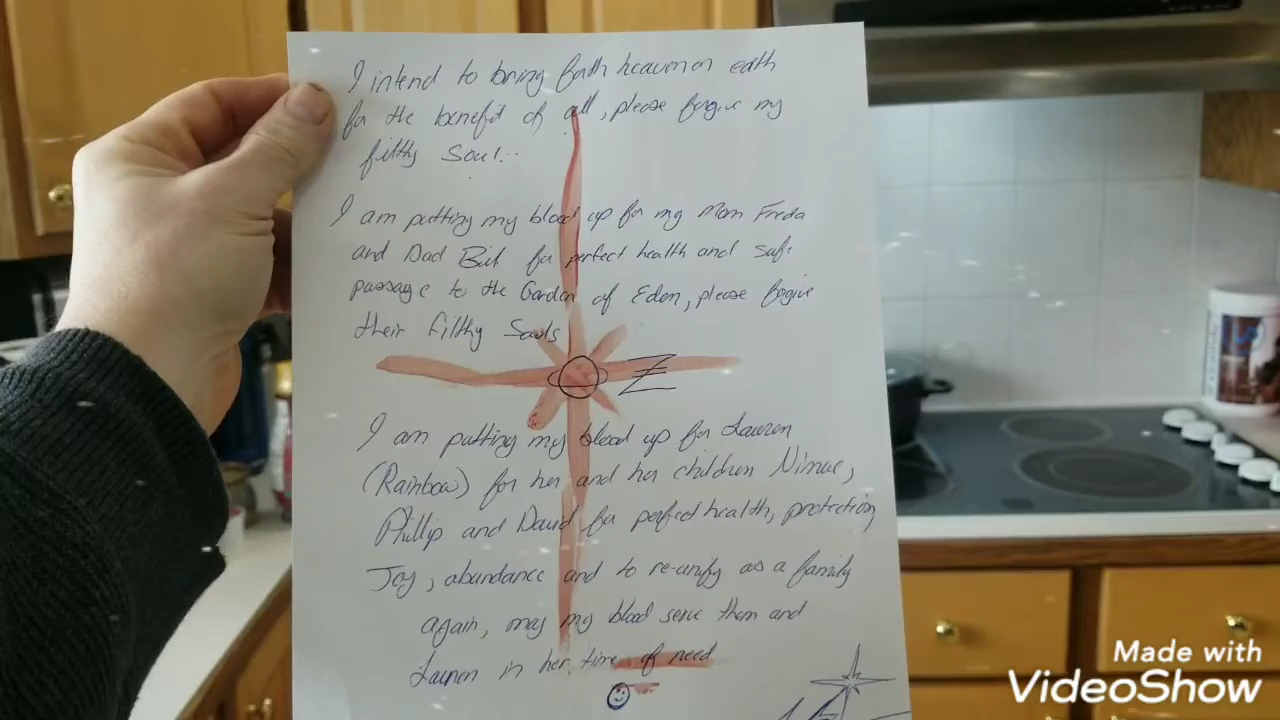 I intend to bring forth heaven on eath
for the benefit of all, please forgive my
filthy soul...
I am putting my blood up for my Mom Freda
and Dad Bill for perfect health and safe
passage to the Garden of Eden, please forgive
their filthy Souls
I am putting my blood up for Lauren
(Rainbow) for her and her children Nimue,
Phillip and David for perfect health, protection,
Joy, abundance and to re-unify as a family
again, may my blood serve them and
Lauren in her time of need
Made with
VideoShow